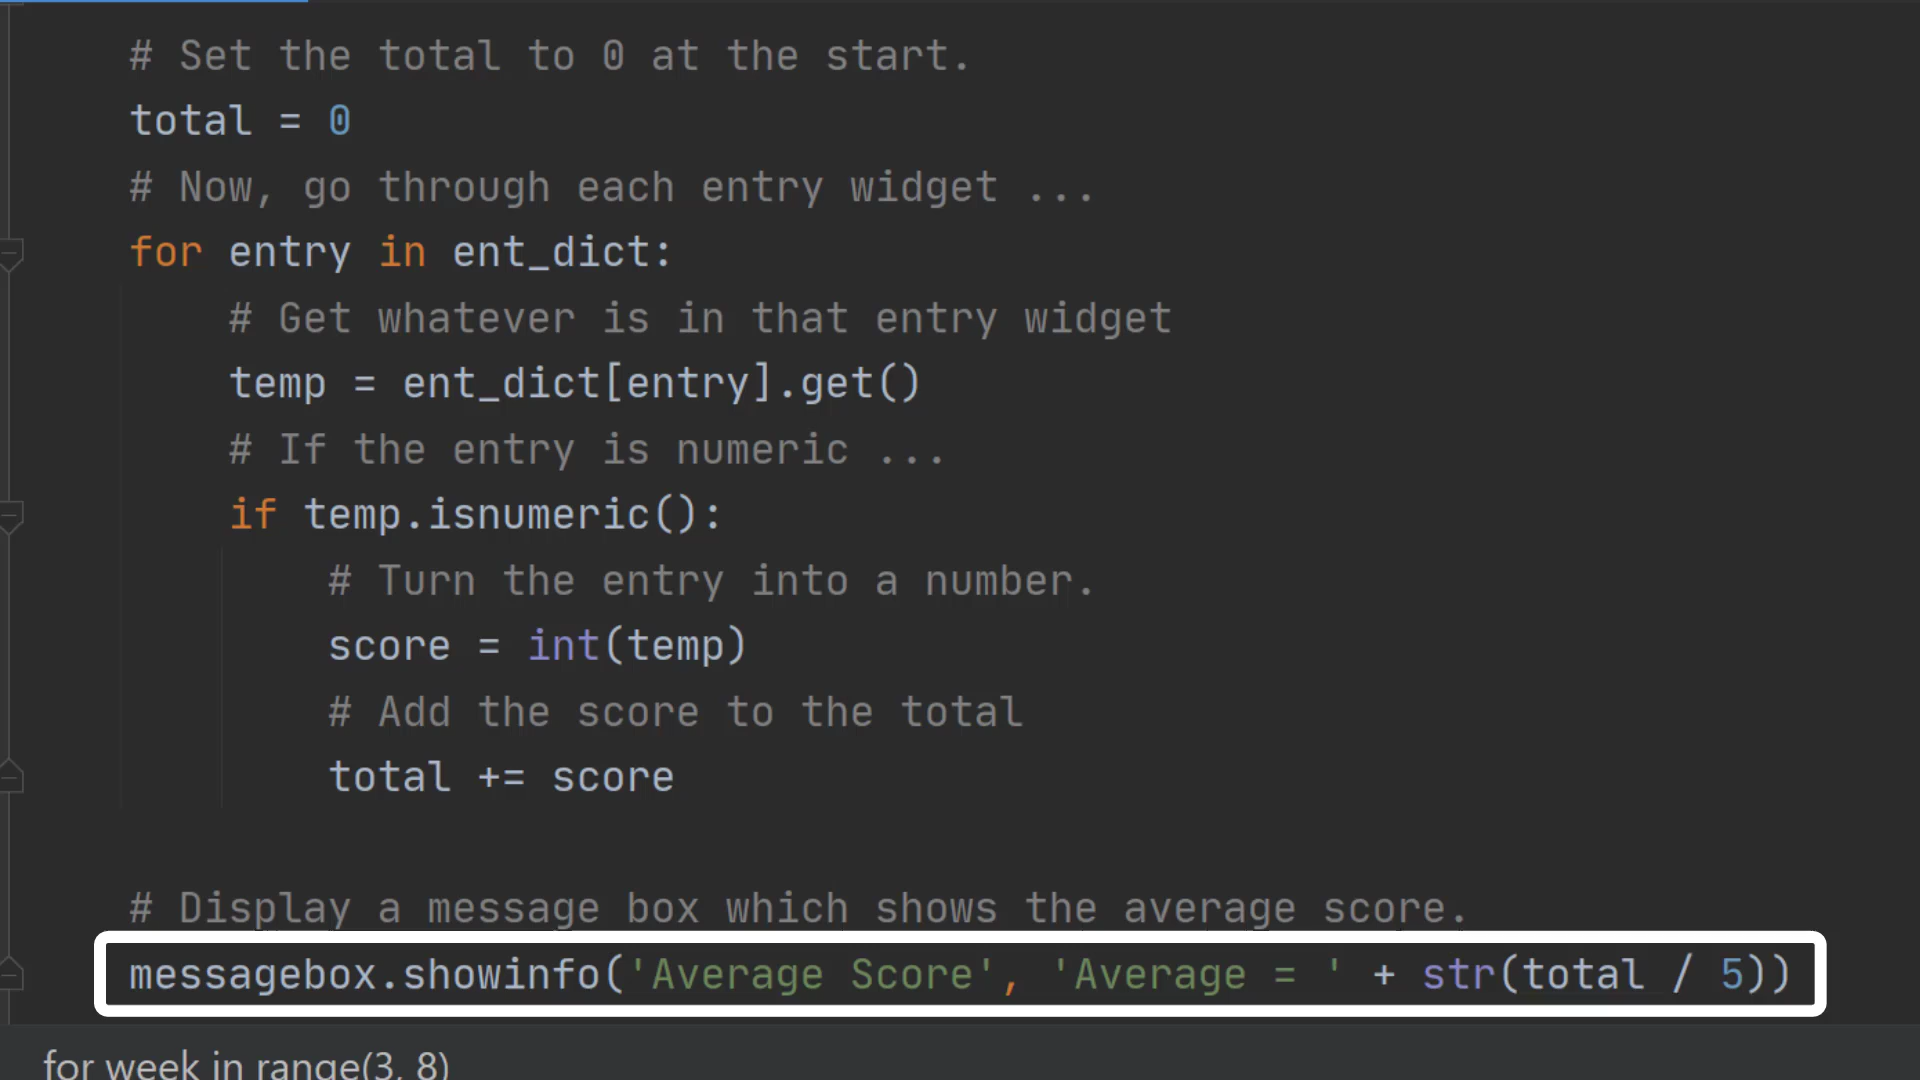 # Set the total to 0 at the start.
total = 0
# Now, go through each entry widget ...
for entry in ent_dict:
# Get whatever is in that entry widget
temp = ent_dict[entry].get()
# If the entry is numeric ...
if temp.isnumeric():
# Turn the entry into a number.
score = int(temp)
# Add the score to the total
total += score
# Display a message box which shows the average score.
messagebox.showinfo('Average Score', 'Average = ' + str(total / 5))
for week in range(3, 8)